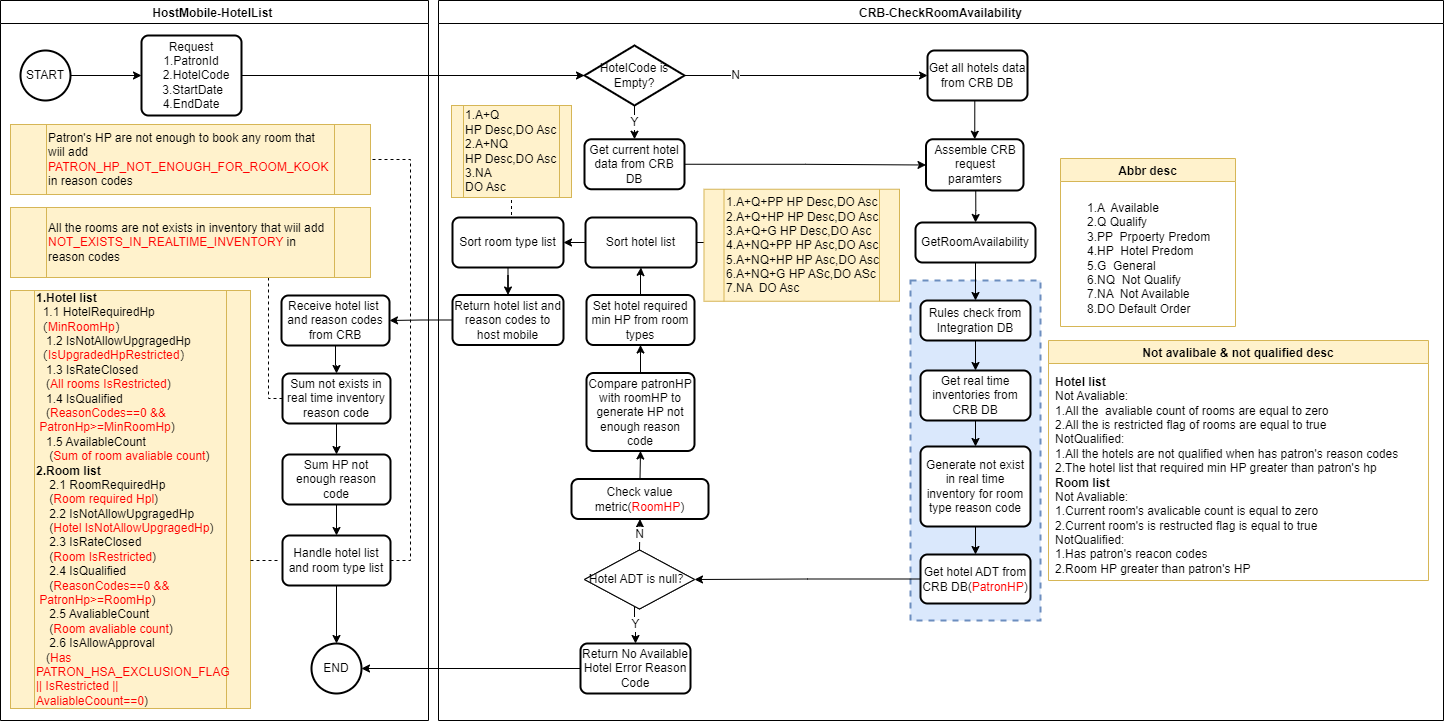 HostMobile-HotelList
CRB-CheckRoomAvailability
START
Request
1.PatronId
2.HotelCode
3.StartDate
4.EndDate
HotelCode is
Empty?
N
Y
Get all hotels data
from CRB DB
Get current hotel
data from CRB
DB
Assemble CRB
request
paramters
GetRoomAvailability
Patron's HP are not enough to book any room that
wiil add
PATRON_HP_NOT_ENOUGH_FOR_ROOM_KOOK
in reason codes
All the rooms are not exists in inventory that wiil add
NOT_EXISTS_IN_REALTIME_INVENTORY in
reason codes
1.A+Q
HP Desc,DO Asc
2.A+NQ
HP Desc,DO Asc
3.NA
DO Asc
1.A+Q+PP HP Desc,DO Asc
2.A+Q+HP HP Desc,DO Asc
3.A+Q+G HP Desc,DO Asc
4.A+NQ+PP HP Asc,DO Asc
5.A+NQ+HP HP Asc,DO Asc
6.A+NQ+G HP ASc,DO ASc
7.NA  DO Asc
Sort room type list
Sort hotel list
Return hotel list and
reason codes to
host mobile
Set hotel required
min HP from room
types
Compare patronHP
with roomHP to
generate HP not
enough reason
code
Check value
metric(RoomHP)
N
Hotel ADT is null?
Y
Return No Available
Hotel Error Reason
Code
Rules check from
Integration DB
Get real time
inventories from
CRB DB
Generate not exist
in real time
inventory for room
type reason code
Get hotel ADT from
CRB DB(PatronHP)
Receive hotel list
and reason codes
from CRB
Sum not exists in
real time inventory
reason code
Sum HP not
enough reason
code
Handle hotel list
and room type list
END
1.Hotel list
1.1 HotelRequiredHp
(MinRoomHp)
1.2 IsNotAllowUpgragedHp
(IsUpgradedHpRestricted)
1.3 IsRateClosed
(All rooms IsRestricted)
1.4 IsQualified
(ReasonCodes==0 &&
PatronHp>=MinRoomHp)
1.5 AvailableCount
(Sum of room avaliable count)
2.Room list
2.1 RoomRequiredHp
(Room required Hpl)
2.2 IsNotAllowUpgragedHp
(Hotel IsNotAllowUpgragedHp)
2.3 IsRateClosed
(Room IsRestricted)
2.4 IsQualified
(ReasonCodes==0 &&
PatronHp>=RoomHp)
2.5 AvaliableCount
(Room avaliable count)
2.6 IsAllowApproval
(Has
PATRON_HSA_EXCLUSION_FLAG
|| IsRestricted ||
AvaliableCoount==0)
Abbr desc
1.A  Available
2.Q Qualify
3.PP  Prpoerty Predom
4.HP  Hotel Predom
5.G  General
6.NQ  Not Qualify
7.NA  Not Available
8.DO Default Order
Not avalibale & not qualified desc
Hotel list
Not Avaliable:
1.All the  avaliable count of rooms are equal to zero
2.All the is restricted flag of rooms are equal to true
NotQualified:
1.All the hotels are not qualified when has patron's reason codes
2.The hotel list that required min HP greater than patron's hp
Room list
Not Avaliable:
1.Current room's avalicable count is equal to zero
2.Current room's is restructed flag is equal to true
NotQualified:
1.Has patron's reacon codes
2.Room HP greater than patron's HP